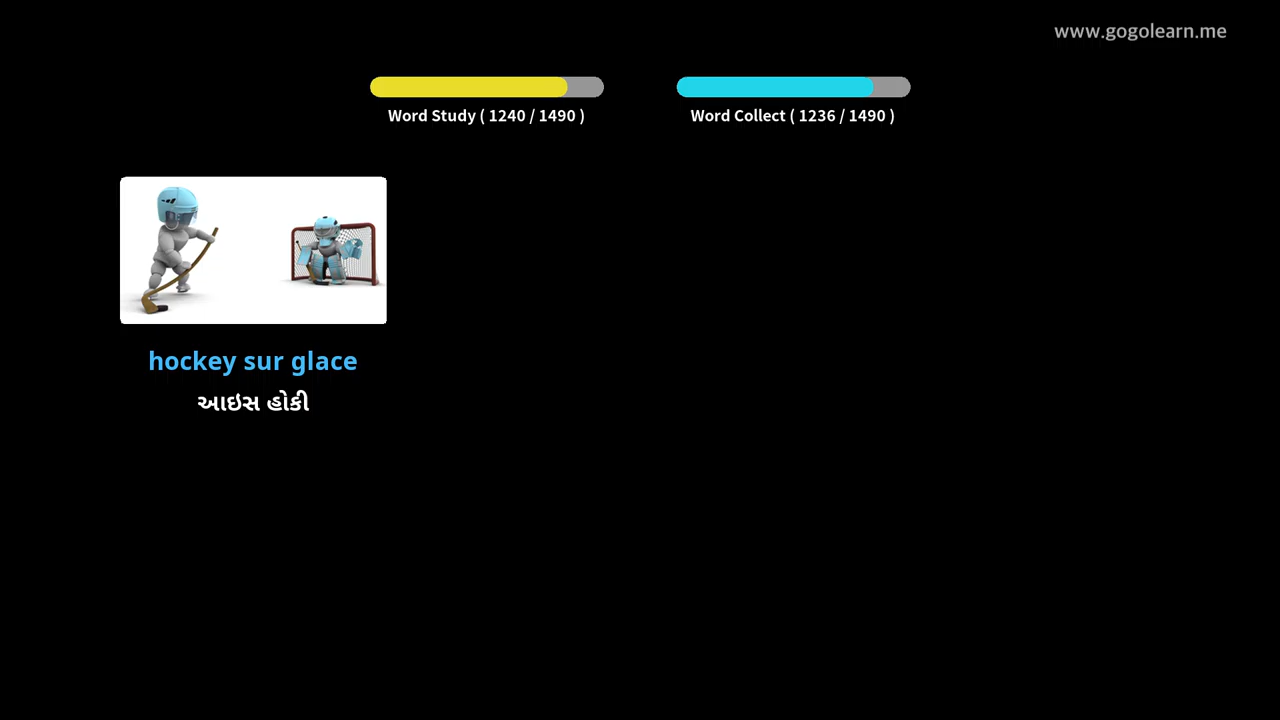 www.gogolearn.me
Word Study ( 1240 / 1490 )
Word Collect ( 1236 / 1490 )
hockey sur glace
આઇસ હોકી